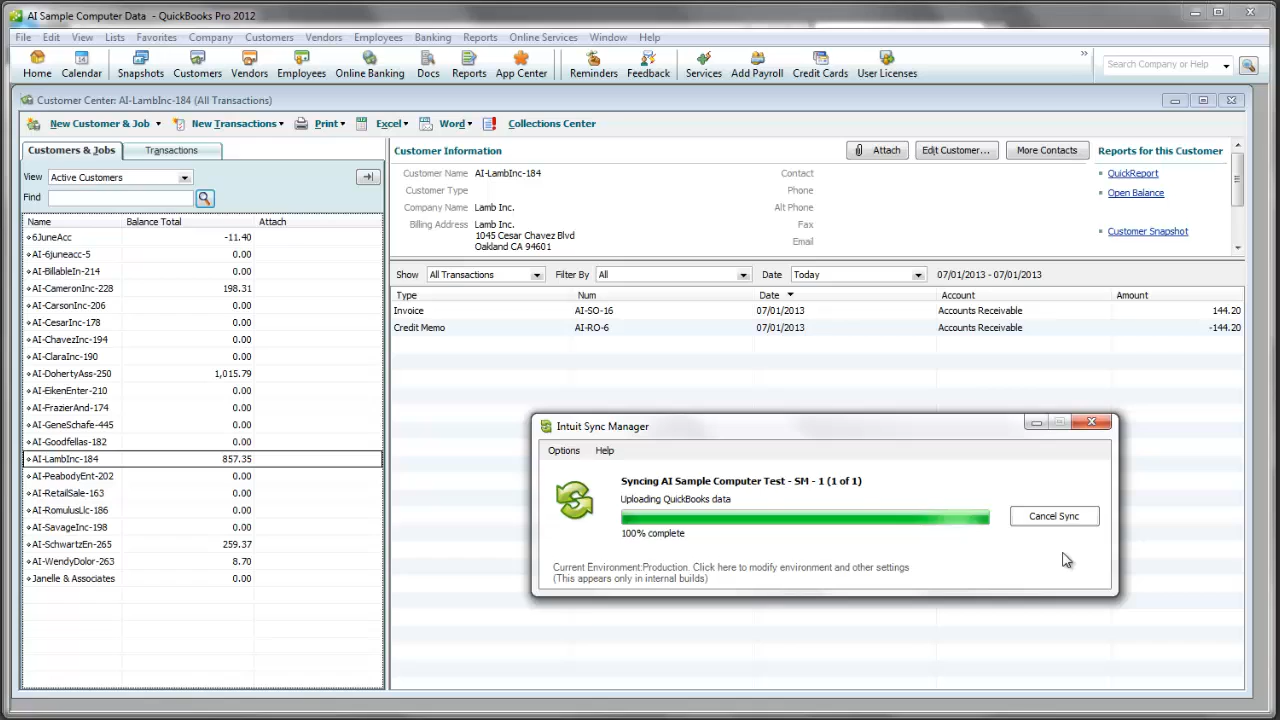 AI Sample Computer Data - QuickBooks Pro 2012
File Edit View Lists Favorites Company Customers Vendors Employees Banking Reports Online Services Window Help
Home Calendar Snapshots Customers Vendors Employees Online Banking Docs Reports App Center Reminders Feedback Services Add Payroll Credit Cards User Licenses
Search Company or Help
Customer Center: AI-LambInc-184 (All Transactions)
New Customer & Job New Transactions Print Excel Word Collections Center
Customers & Jobs Transactions
View Active Customers
Find
Name Balance Total Attach
6JuneAcc -11.40
AI-6juneacc-5 0.00
AI-BillableIn-214 0.00
AI-CameronInc-228 198.31
AI-CarsonInc-206 0.00
AI-CesarInc-178 0.00
AI-ChavezInc-194 0.00
AI-ClaraInc-190 0.00
AI-DohertyAss-250 1,015.79
AI-EikenEnter-210 0.00
AI-FrazierAnd-174 0.00
AI-GeneSchafe-445 0.00
AI-Goodfellas-182 0.00
AI-LambInc-184 857.35
AI-PeabodyEnt-202 0.00
AI-RetailSale-163 0.00
AI-RomulusLlc-186 0.00
AI-SavageInc-198 0.00
AI-SchwartzEn-265 259.37
AI-WendyDolor-263 8.70
Janelle & Associates 0.00
Customer Information Attach Edit Customer... More Contacts Reports for this Customer
Customer Name AI-LambInc-184 Contact QuickReport
Customer Type Phone Open Balance
Company Name Lamb Inc. Alt Phone
Billing Address Lamb Inc. Fax Customer Snapshot
1045 Cesar Chavez Blvd Email
Oakland CA 94601
Show All Transactions Filter By All Date Today 07/01/2013 - 07/01/2013
Type Num Date Account Amount
Invoice AI-SO-16 07/01/2013 Accounts Receivable 144.20
Credit Memo AI-RO-6 07/01/2013 Accounts Receivable -144.20
Intuit Sync Manager
Options Help
Syncing AI Sample Computer Test - SM - 1 (1 of 1)
Uploading QuickBooks data
Cancel Sync
100% complete
Current Environment:Production. Click here to modify environment and other settings
(This appears only in internal builds)